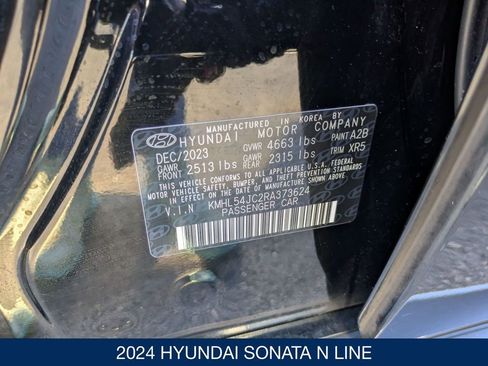 MANUFACTURED IN KOREA BY
HYUNDAI MOTOR COMPANY
DEC/2023 GVWR 4663 lbs PAINT A2B
GAWR FRONT 2513 lbs GAWR REAR 2315 lbs TRIM XR5
THIS VEHICLE CONFORMS TO ALL APPLICABLE U.S.A. FEDERAL
MOTOR VEHICLE SAFETY, BUMPER, AND THEFT PREVENTION STANDARDS
IN EFFECT ON THE DATE OF MANUFACTURE SHOWN ABOVE.
V.I.N KMHL54JC2RA373624
PASSENGER CAR
2024 HYUNDAI SONATA N LINE